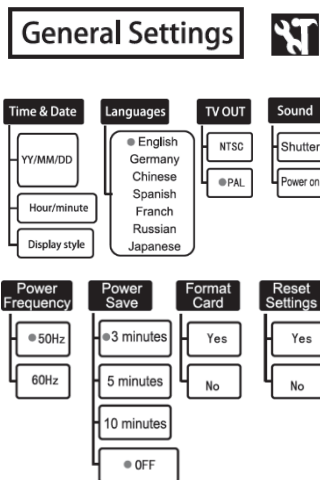 General Settings
Time & Date
Languages
TV OUT
Sound
YY/MM/DD
Hour/minute
Display style
English
Germany
Chinese
Spanish
Franch
Russian
Japanese
NTSC
PAL
Shutter
Power on
Power
Frequency
Power
Save
Format
Card
Reset
Settings
50Hz
60Hz
3 minutes
5 minutes
10 minutes
OFF
Yes
No
Yes
No